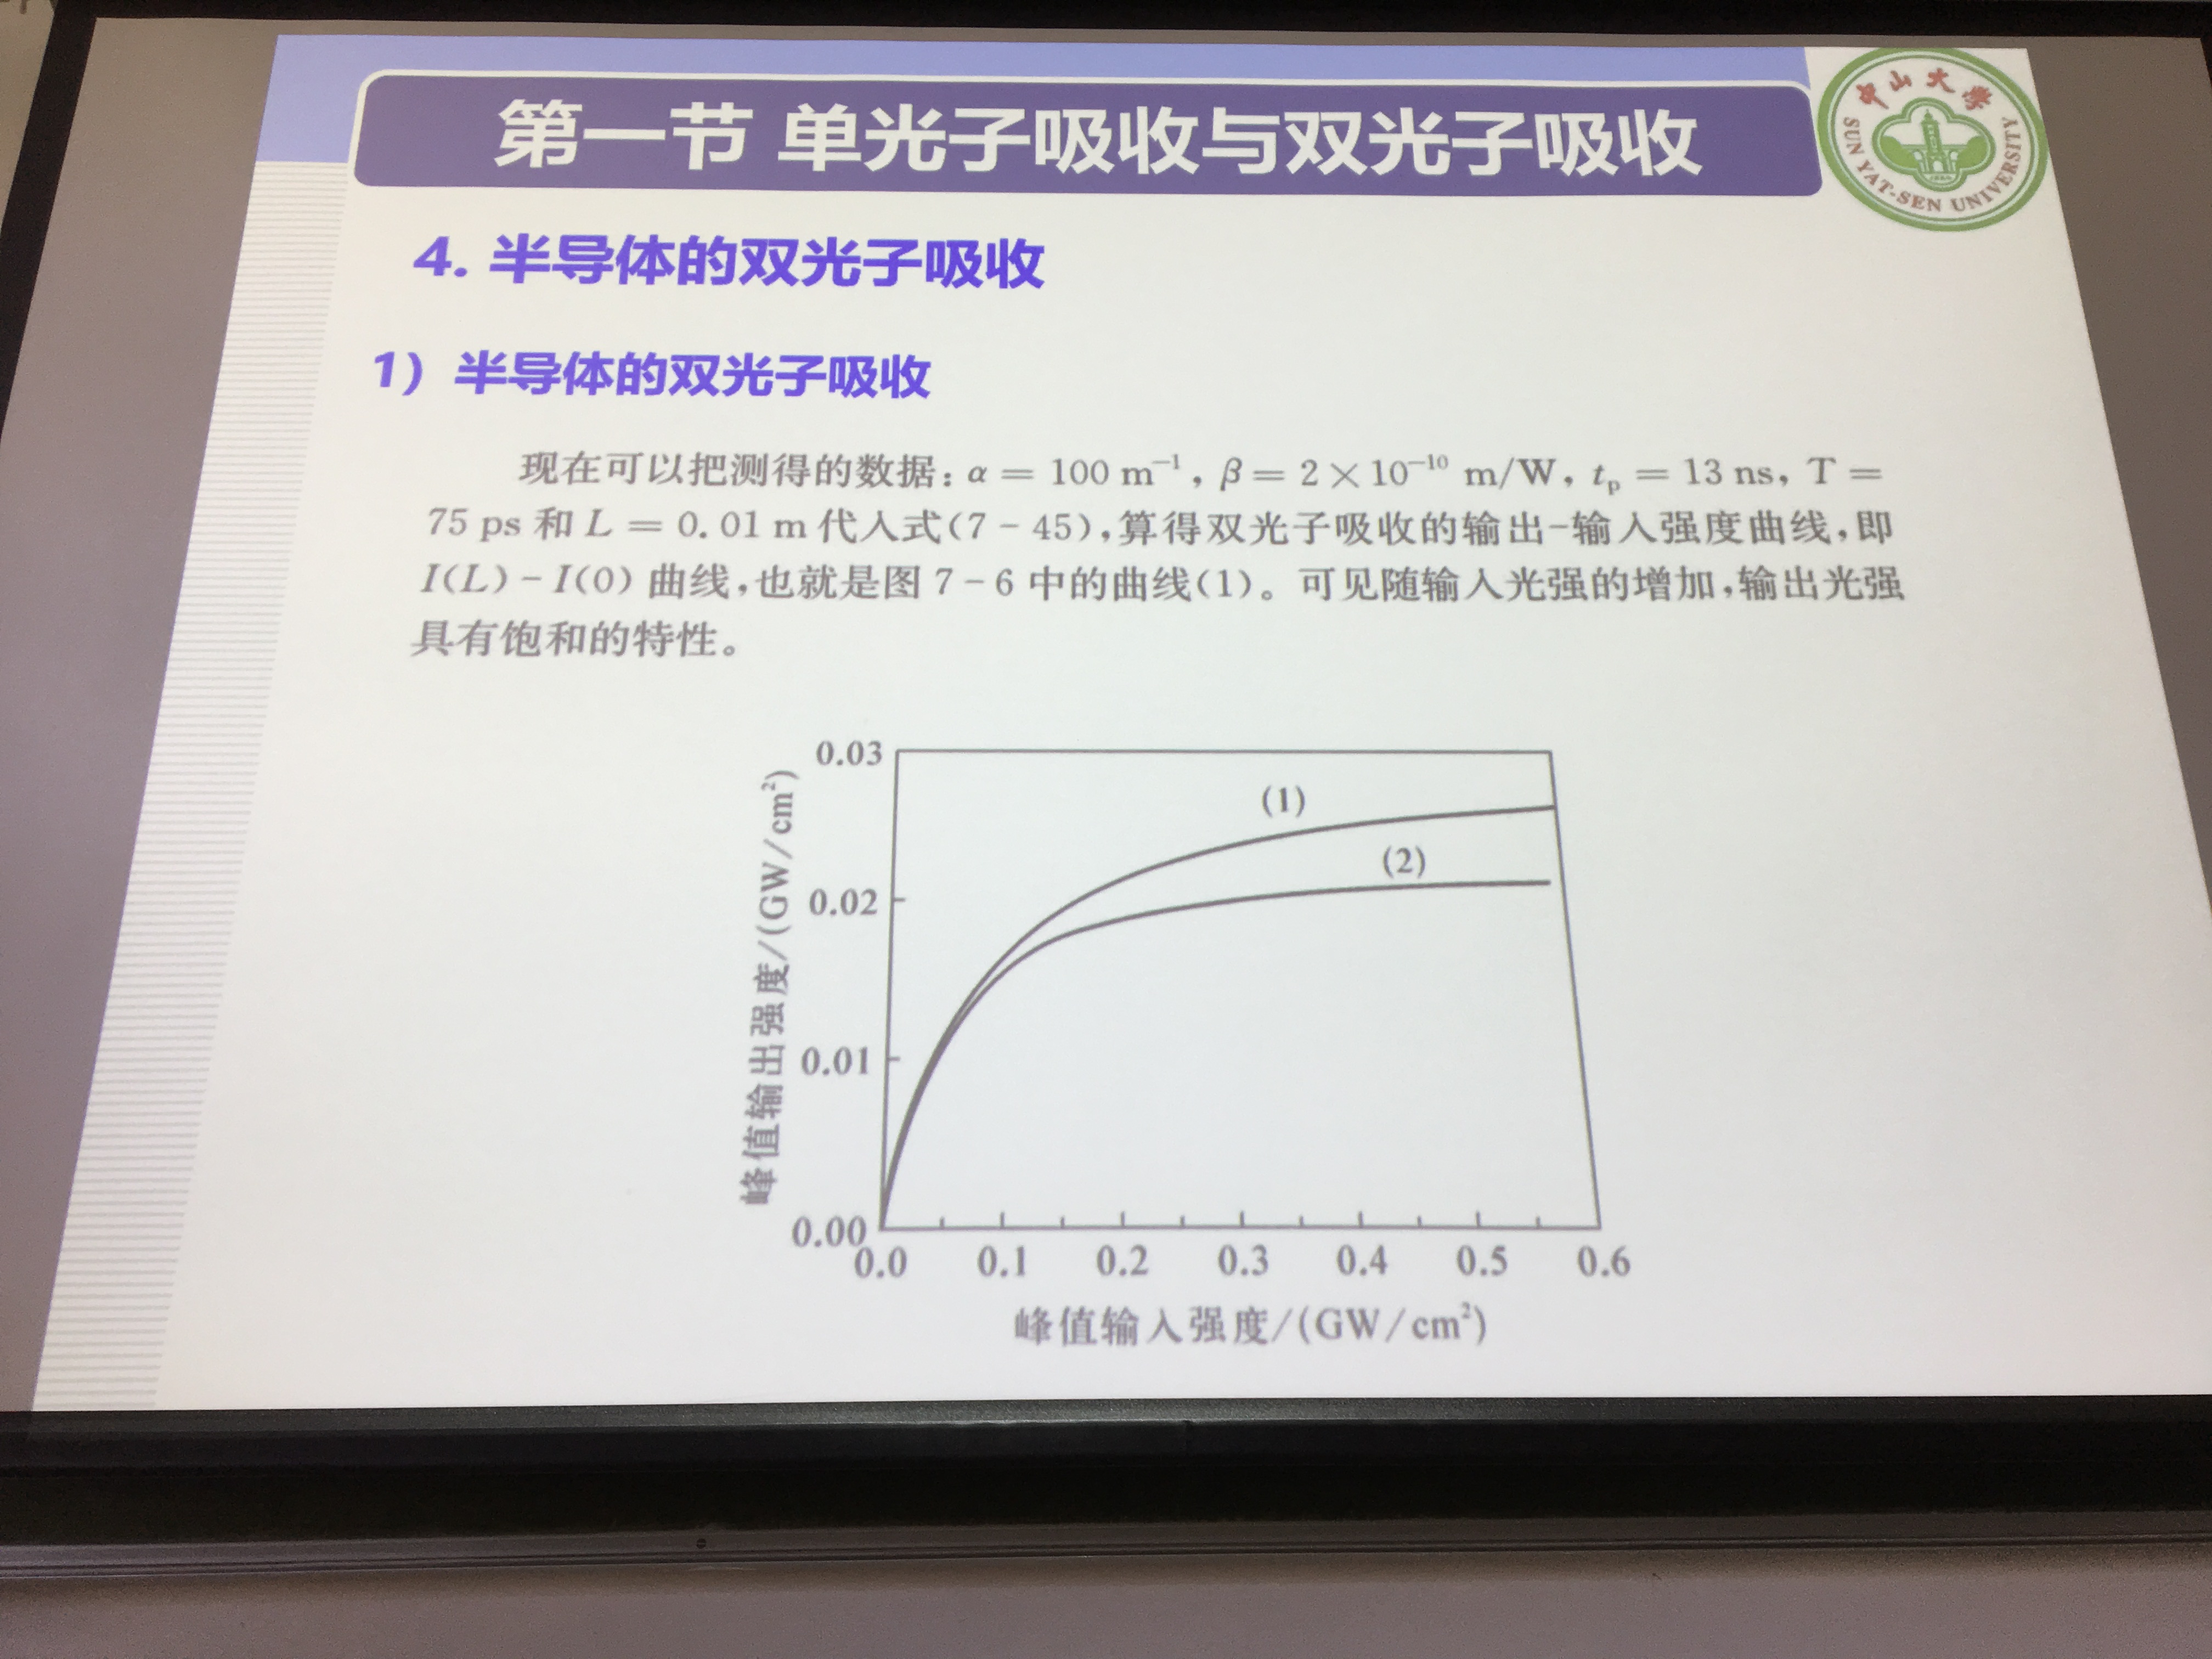 第一节 单光子吸收与双光子吸收
中山大学
SUN YAT-SEN UNIVERSITY
4. 半导体的双光子吸收
1) 半导体的双光子吸收
现在可以把测得的数据：α = 100 m⁻¹，β = 2×10⁻¹⁰ m/W，tₚ = 13 ns，T =
75 ps 和 L = 0.01 m 代入式(7-45)，算得双光子吸收的输出-输入强度曲线，即
I(L)-I(0) 曲线，也就是图 7-6 中的曲线(1)。可见随输入光强的增加，输出光强
具有饱和的特性。
峰值输出强度/(GW/cm²)
0.03
0.02
0.01
0.00
(1)
(2)
0.0 0.1 0.2 0.3 0.4 0.5 0.6
峰值输入强度/(GW/cm²)